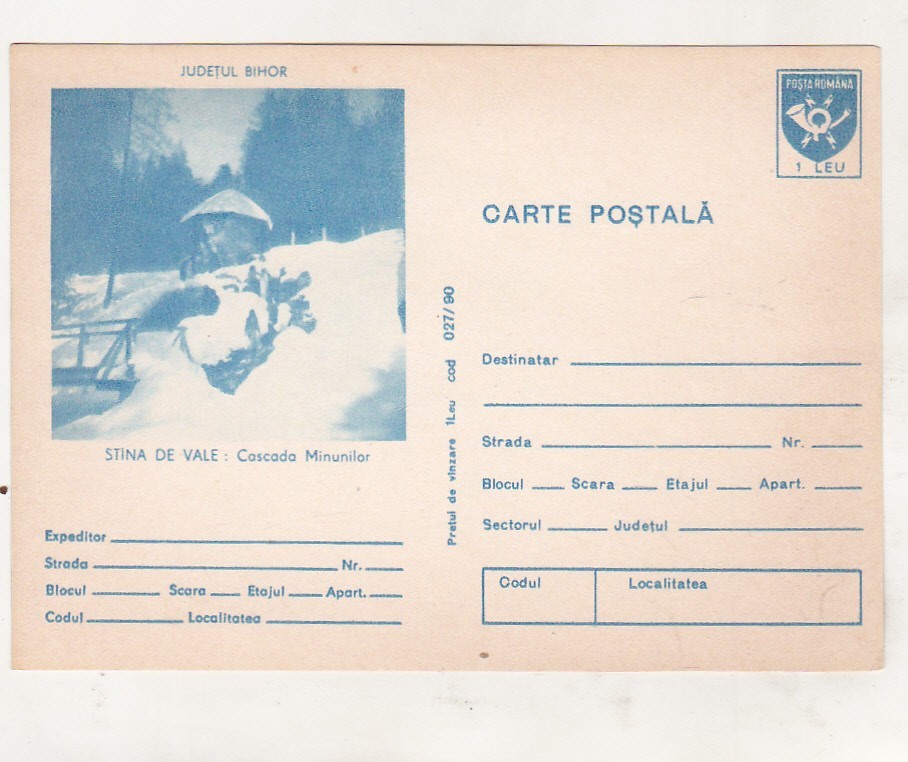 JUDEȚUL BIHOR
STÎNA DE VALE : Cascada Minunilor
Expeditor
Strada Nr.
Blocul Scara Etajul Apart.
Codul Localitatea
Prețul de vînzare 1Leu cod 027/90
POȘTA ROMÂNA
1 LEU
CARTE POȘTALĂ
Destinatar
Strada Nr.
Blocul Scara Etajul Apart.
Sectorul Județul
Codul Localitatea